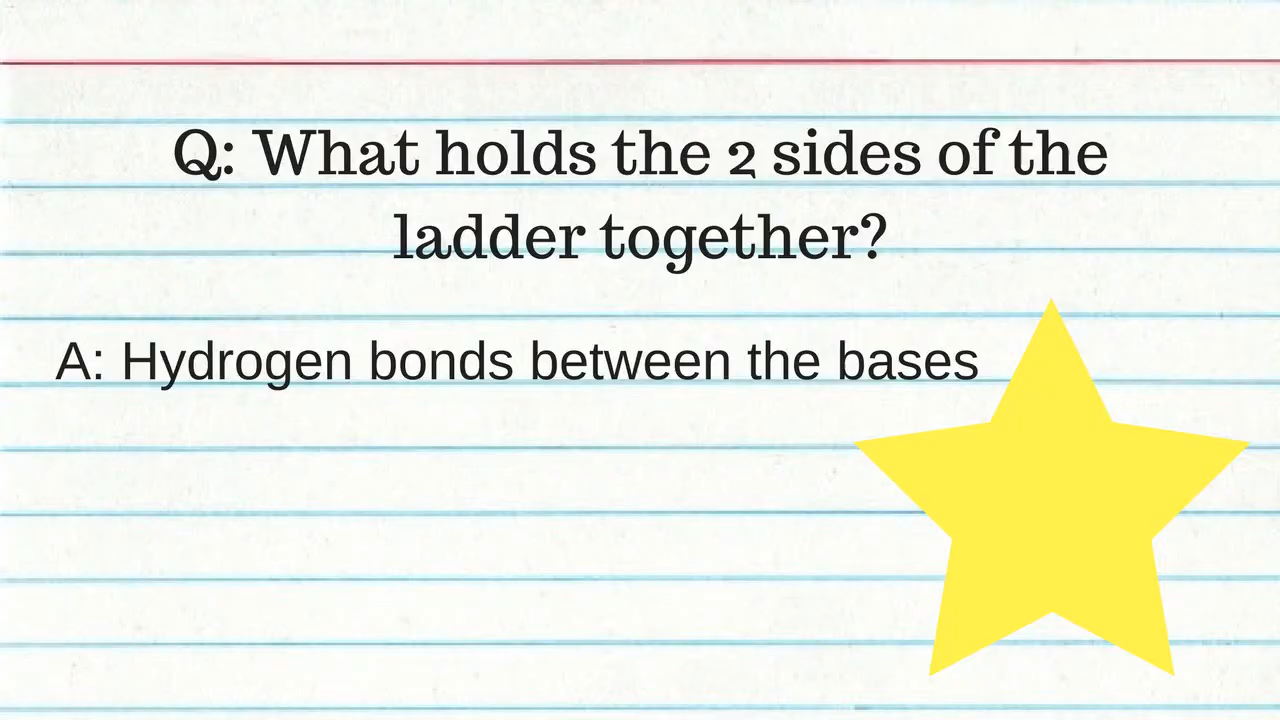 Q: What holds the 2 sides of the
ladder together?
A: Hydrogen bonds between the bases